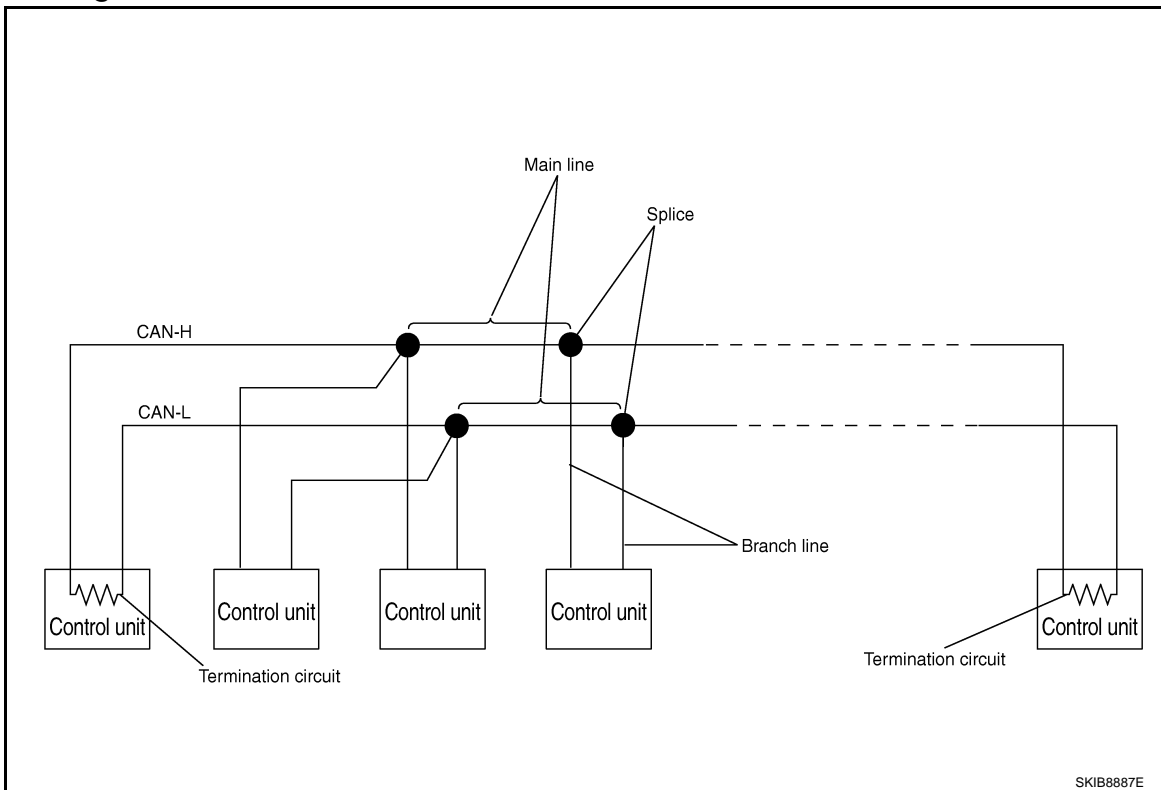 Main line
Splice
CAN-H
CAN-L
Branch line
Control unit
Control unit
Control unit
Control unit
Control unit
Termination circuit
Termination circuit
SKIB8887E